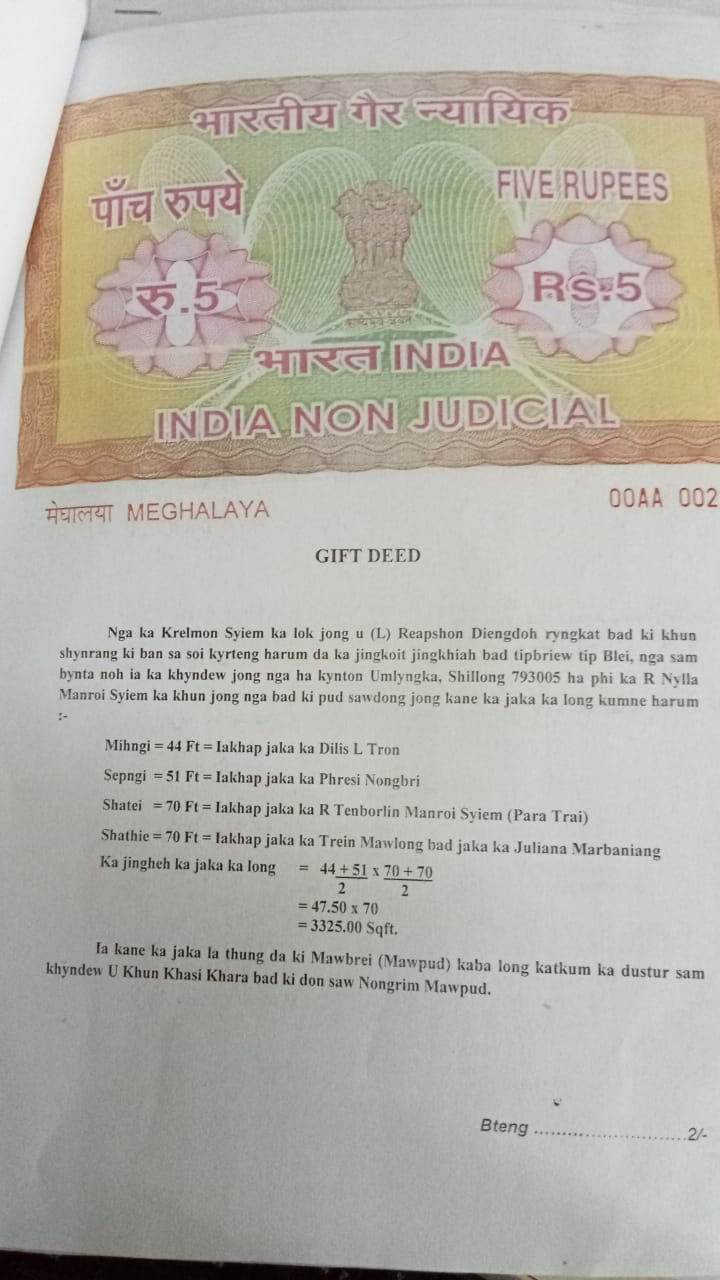 भारतीय गैर न्यायिक
पाँच रुपये
FIVE RUPEES
रु.5
Rs.5
सत्यमेव जयते
भारत INDIA
INDIA NON JUDICIAL
मेघालया MEGHALAYA
00AA 002
GIFT DEED
Nga ka Krelmon Syiem ka lok jong u (L) Reapshon Diengdoh ryngkat bad ki khun
shynrang ki ban sa soi kyrteng harum da ka jingkoit jingkhiah bad tipbriew tip Blei, nga sam
bynta noh ia ka khyndew jong nga ha kynton Umlyngka, Shillong 793005 ha phi ka R Nylla
Manroi Syiem ka khun jong nga bad ki pud sawdong jong kane ka jaka ka long kumne harum
:-
Mihngi = 44 Ft = Iakhap jaka ka Dilis L Tron
Sepngi = 51 Ft = Iakhap jaka ka Phresi Nongbri
Shatei = 70 Ft = Iakhap jaka ka R Tenborlin Manroi Syiem (Para Trai)
Shathie = 70 Ft = Iakhap jaka ka Trein Mawlong bad jaka ka Juliana Marbaniang
Ka jingheh ka jaka ka long = 44 + 51 x 70 + 70
2 2
= 47.50 x 70
= 3325.00 Sqft.
Ia kane ka jaka la thung da ki Mawbrei (Mawpud) kaba long katkum ka dustur sam
khyndew U Khun Khasi Khara bad ki don saw Nongrim Mawpud.
Bteng ...........................2/-